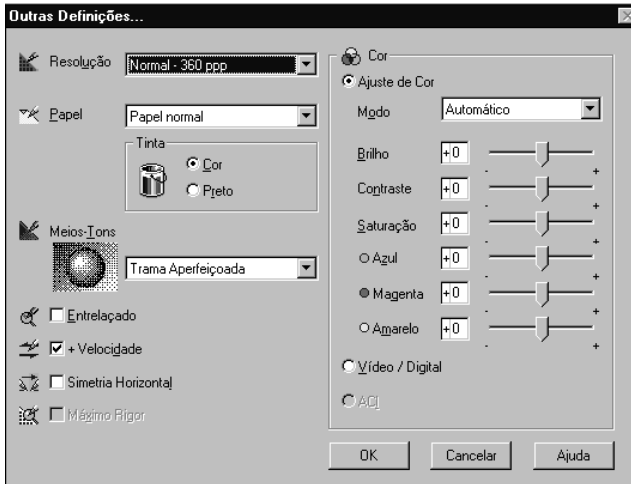 Outras Definições...
Resolução
Normal - 360 ppp
Papel
Papel normal
Tinta
Cor
Preto
Meios-Tons
Trama Aperfeiçoada
Entrelaçado
+ Velocidade
Simetria Horizontal
Máximo Rigor
Cor
Ajuste de Cor
Modo
Automático
Brilho +0
- +
Contraste +0
- +
Saturação +0
- +
Azul +0
- +
Magenta +0
- +
Amarelo +0
- +
Vídeo / Digital
ACI
OK
Cancelar
Ajuda